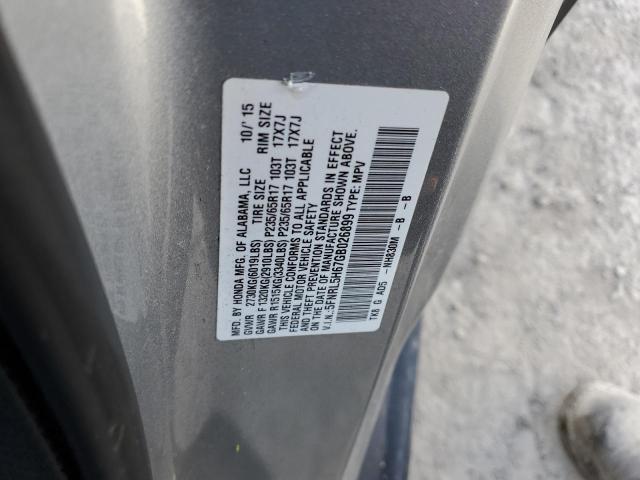 MFD. BY HONDA MFG. OF ALABAMA, LLC 10/'15
GVWR 2730KG(6019LBS) TIRE SIZE RIM SIZE
GAWR F 1320KG(2910LBS) P235/65R17 103T 17X7J
GAWR R 1515KG(3340LBS) P235/65R17 103T 17X7J
THIS VEHICLE CONFORMS TO ALL APPLICABLE
FEDERAL MOTOR VEHICLE SAFETY
AND THEFT PREVENTION STANDARDS IN EFFECT
ON THE DATE OF MANUFACTURE SHOWN ABOVE.
V.I.N.: 5FNRL5H67GB026899 TYPE: MPV
TK8 G A05 -NH830M -B -B